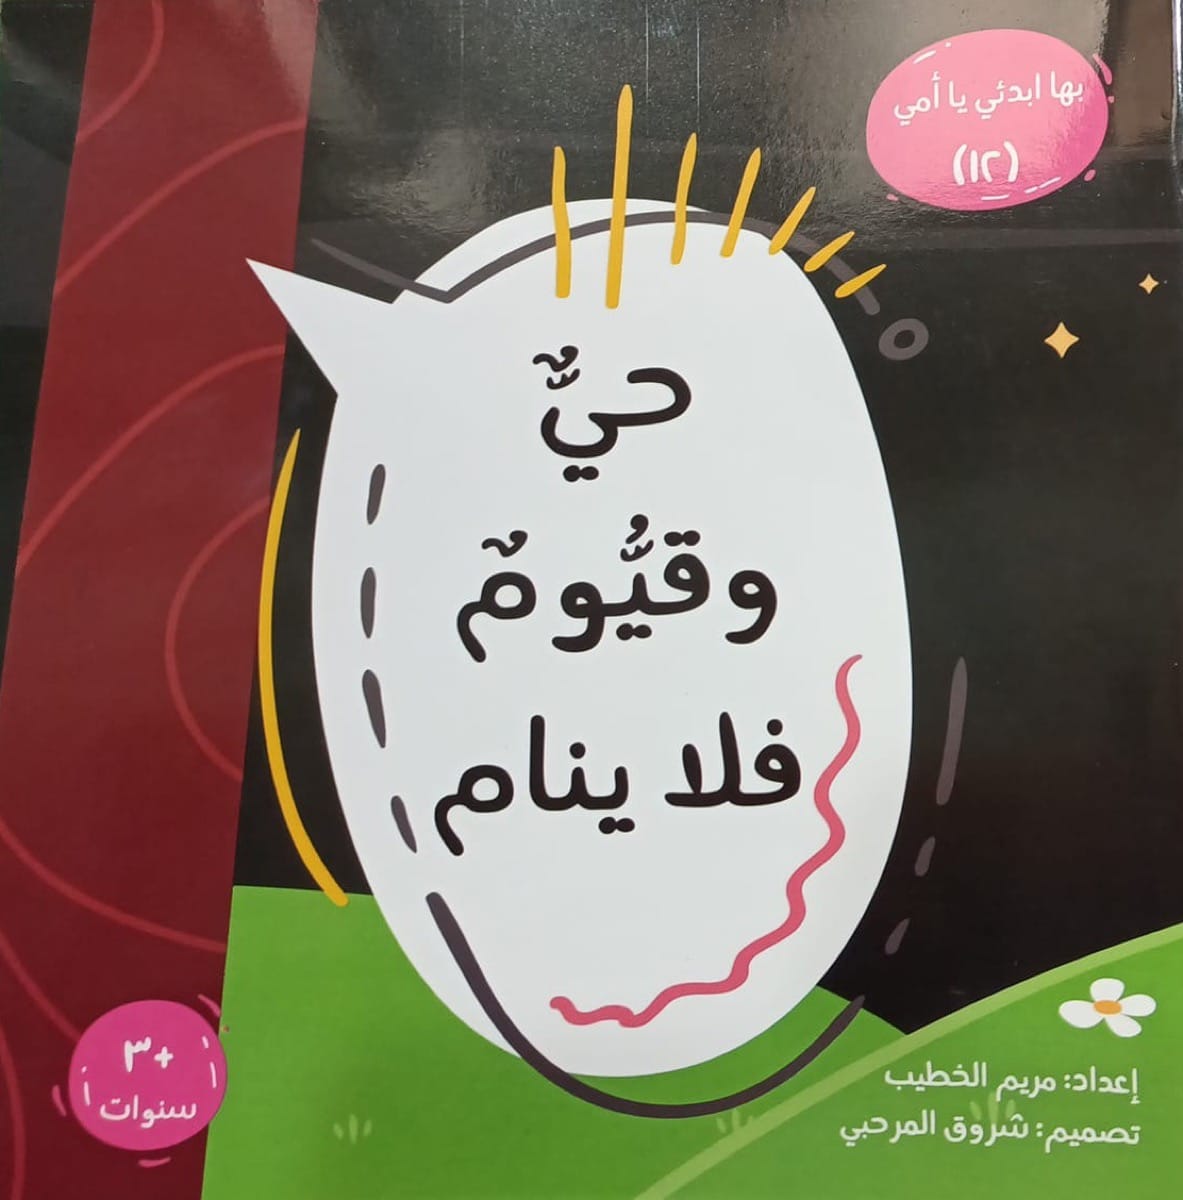 بها ابدئي يا أمي
(١٢)
حيٌّ
وقيُّومٌ
فلا ينام
إعداد: مريم الخطيب
تصميم: شروق المرحبي
+٣
سنوات